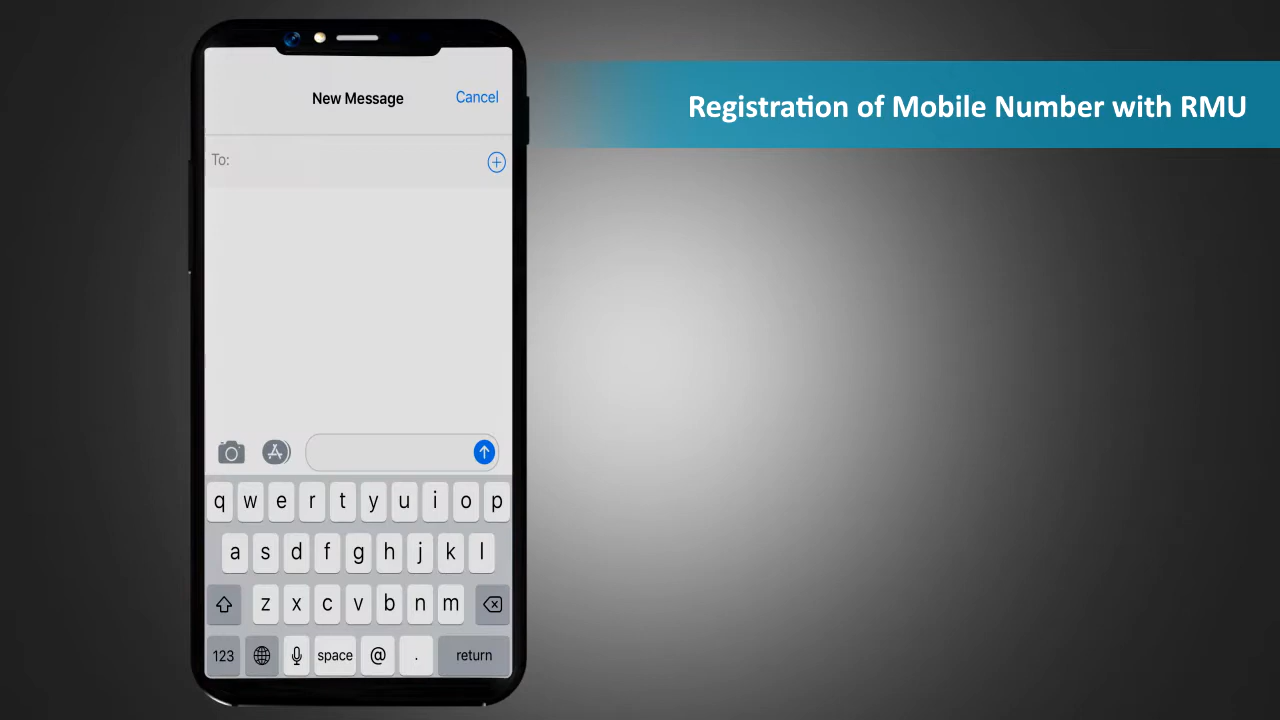 Registration of Mobile Number with RMU
New Message
Cancel
To:
q w e r t y u i o p
a s d f g h j k l
z x c v b n m
123 space @ . return